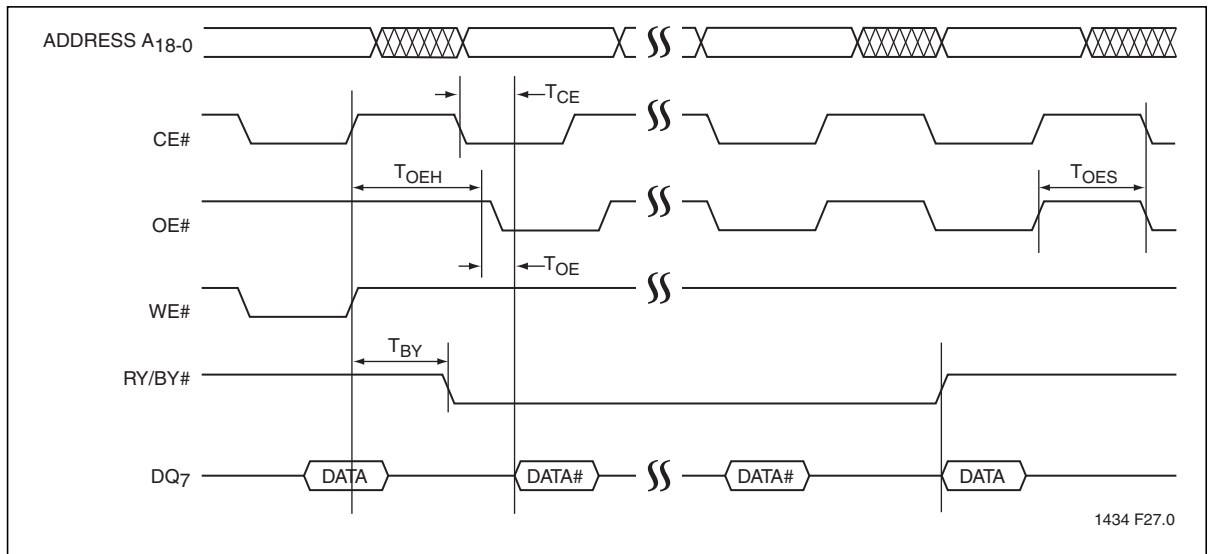 ADDRESS A18-0
TCE
CE#
TOEH
TOES
OE#
TOE
WE#
TBY
RY/BY#
DQ7 DATA DATA# DATA# DATA
1434 F27.0